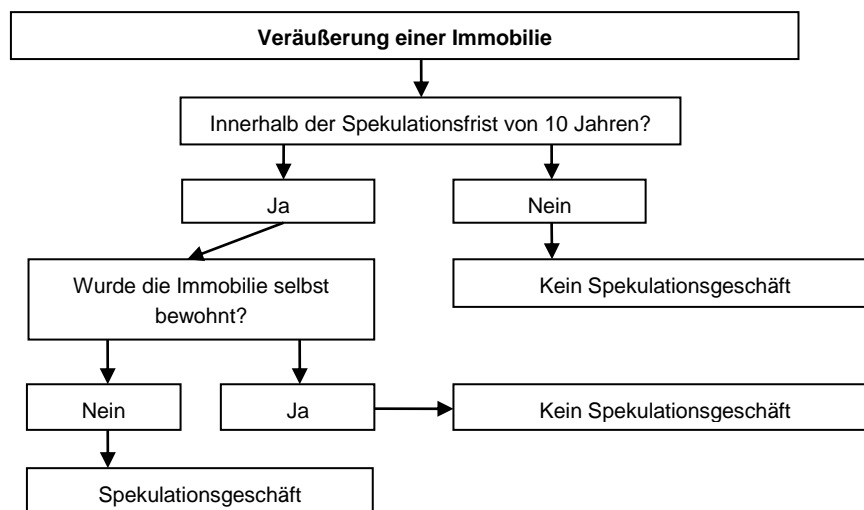 Veräußerung einer Immobilie
Innerhalb der Spekulationsfrist von 10 Jahren?
Ja
Nein
Wurde die Immobilie selbst
bewohnt?
Kein Spekulationsgeschäft
Nein
Ja
Kein Spekulationsgeschäft
Spekulationsgeschäft